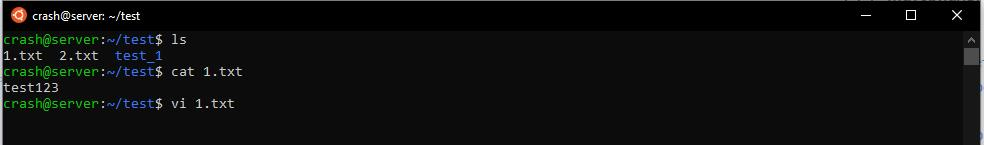 crash@server: ~/test
crash@server:~/test$ ls
1.txt  2.txt  test_1
crash@server:~/test$ cat 1.txt
test123
crash@server:~/test$ vi 1.txt